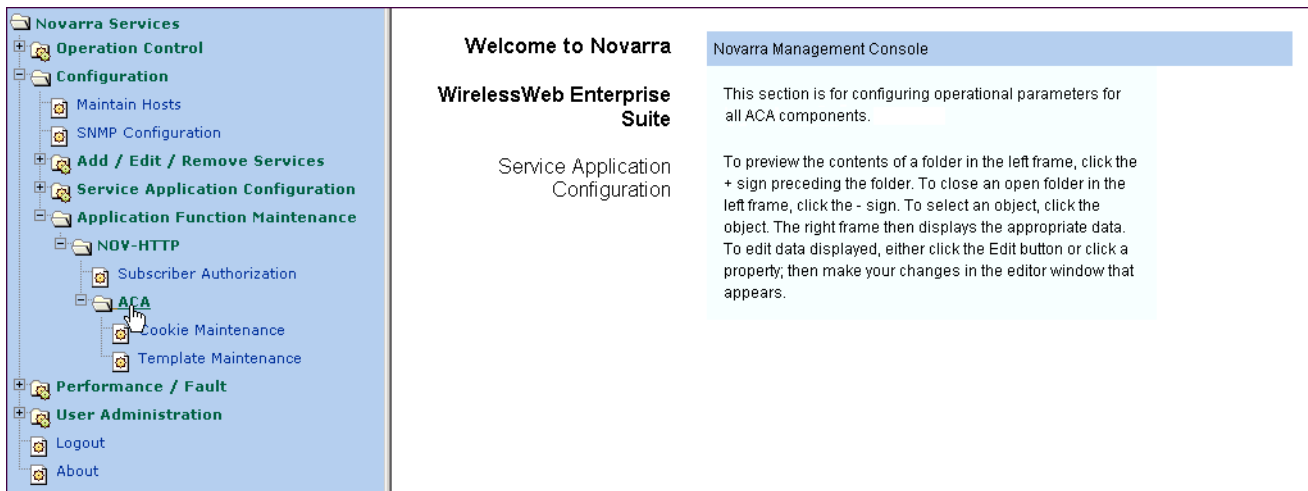 Novarra Services
Operation Control
Configuration
Maintain Hosts
SNMP Configuration
Add / Edit / Remove Services
Service Application Configuration
Application Function Maintenance
NOV-HTTP
Subscriber Authorization
ACA
Cookie Maintenance
Template Maintenance
Performance / Fault
User Administration
Logout
About
Welcome to Novarra
WirelessWeb Enterprise
Suite
Service Application
Configuration
Novarra Management Console
This section is for configuring operational parameters for
all ACA components.
To preview the contents of a folder in the left frame, click the
+ sign preceding the folder. To close an open folder in the
left frame, click the - sign. To select an object, click the
object. The right frame then displays the appropriate data.
To edit data displayed, either click the Edit button or click a
property; then make your changes in the editor window that
appears.